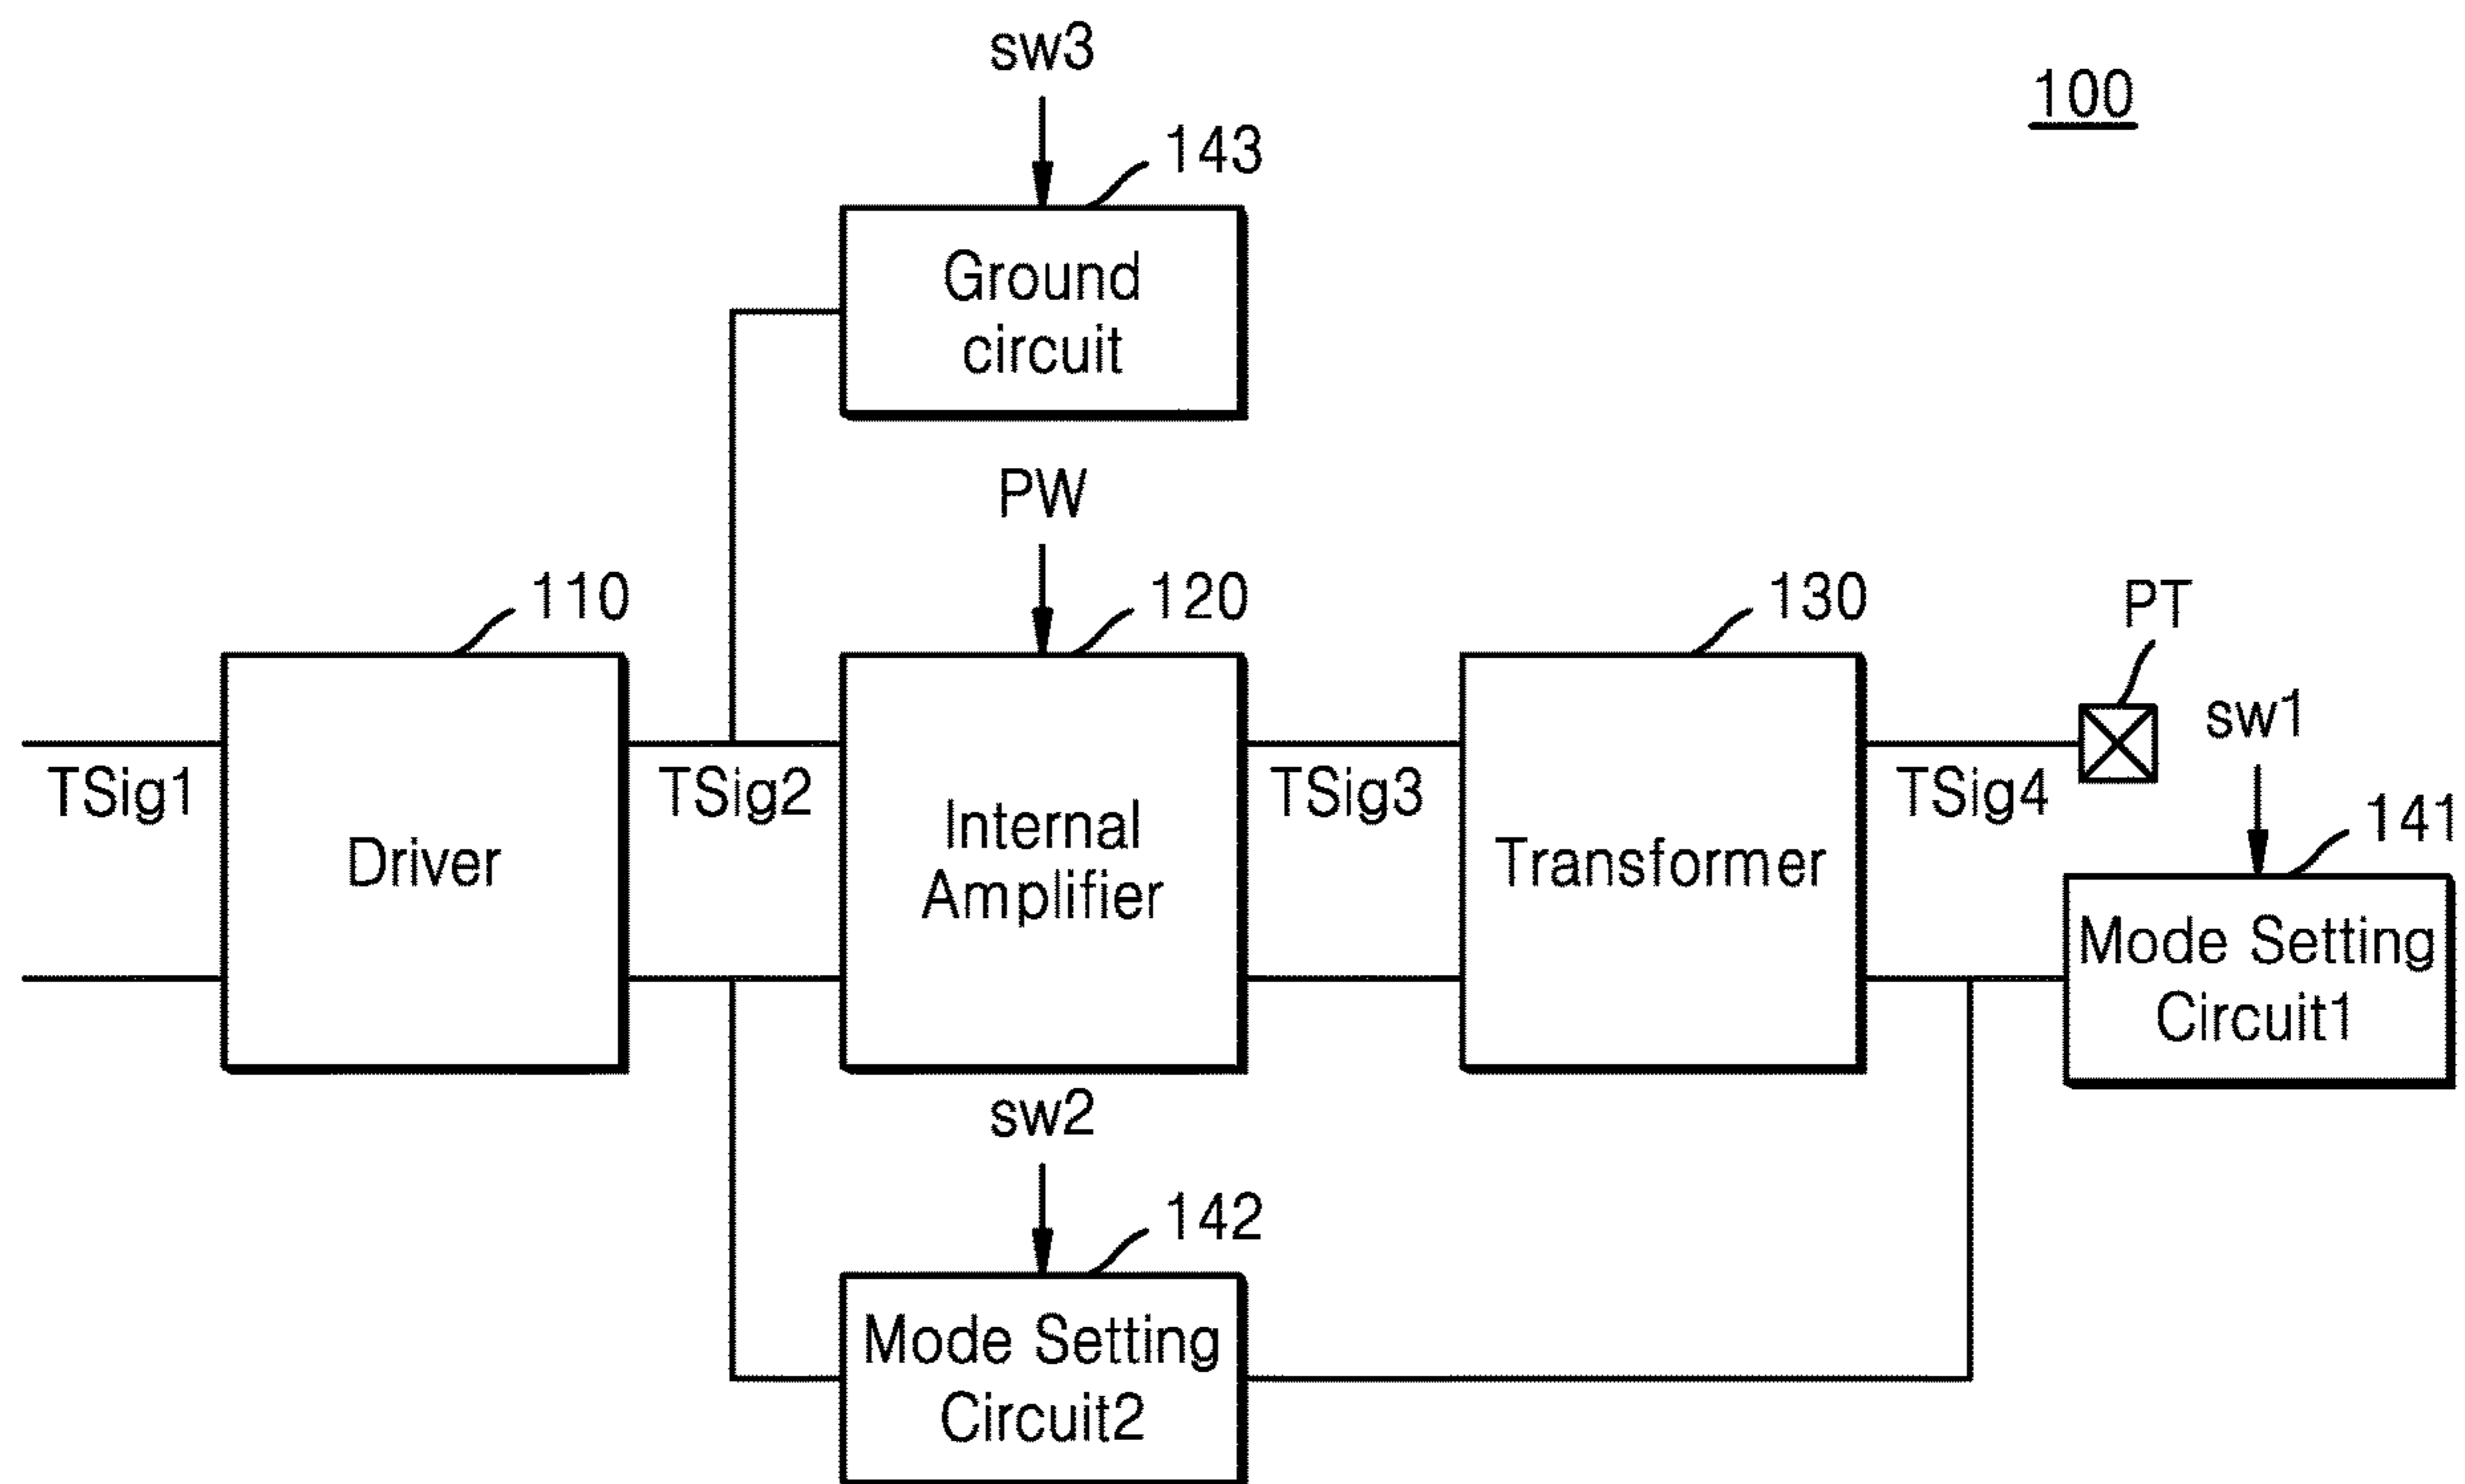 sw3
100
143
Ground
circuit
PW
110
120
130
PT
sw1
TSig1
TSig2
TSig3
TSig4
141
Driver
Internal
Amplifier
Transformer
Mode Setting
Circuit1
sw2
142
Mode Setting
Circuit2